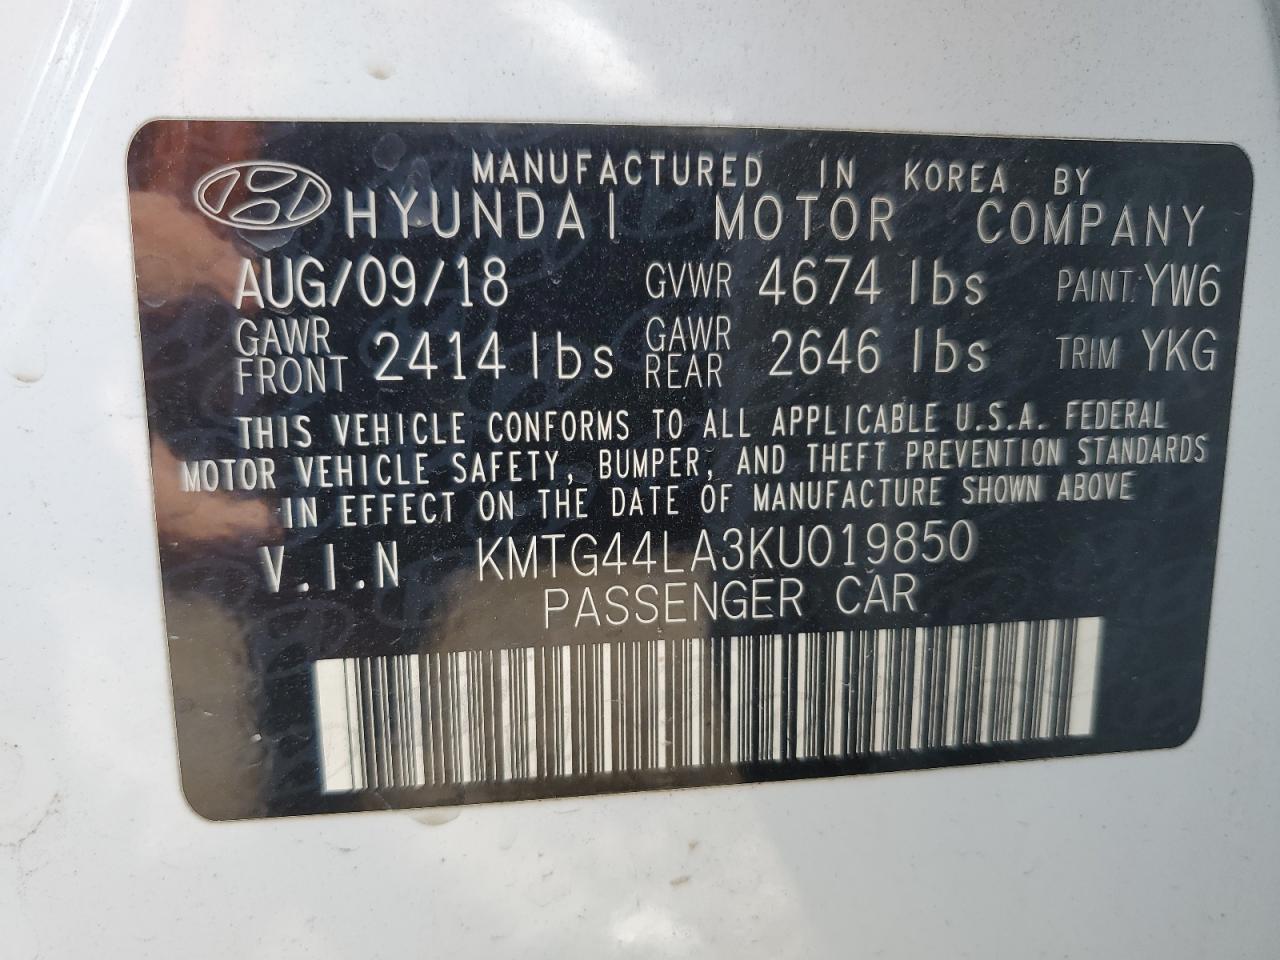 MANUFACTURED IN KOREA BY
HYUNDAI MOTOR COMPANY
AUG/09/18 GVWR 4674 lbs PAINT: YW6
GAWR FRONT 2414 lbs GAWR REAR 2646 lbs TRIM YKG
THIS VEHICLE CONFORMS TO ALL APPLICABLE U.S.A. FEDERAL
MOTOR VEHICLE SAFETY, BUMPER, AND THEFT PREVENTION STANDARDS
IN EFFECT ON THE DATE OF MANUFACTURE SHOWN ABOVE
V.I.N KMTG44LA3KU019850
PASSENGER CAR